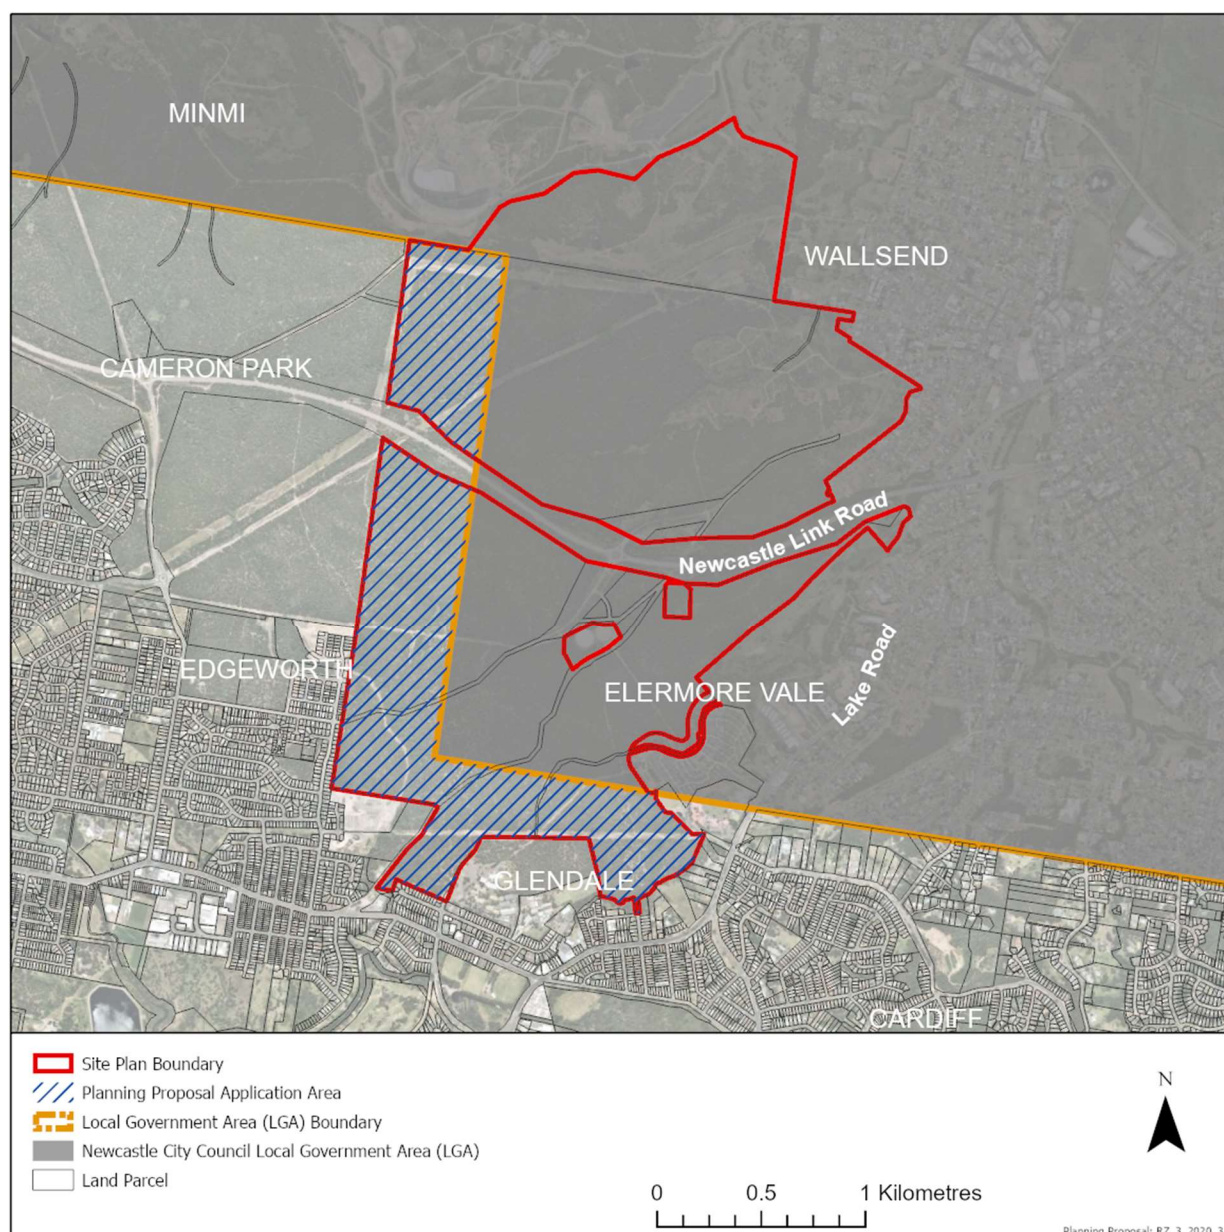 MINMI
WALLSEND
CAMERON PARK
Newcastle Link Road
EDGEWORTH
ELERMORE VALE
Lake Road
GLENDALE
CARDIFF
Site Plan Boundary
Planning Proposal Application Area
Local Government Area (LGA) Boundary
Newcastle City Council Local Government Area (LGA)
Land Parcel
N
0 0.5 1 Kilometres